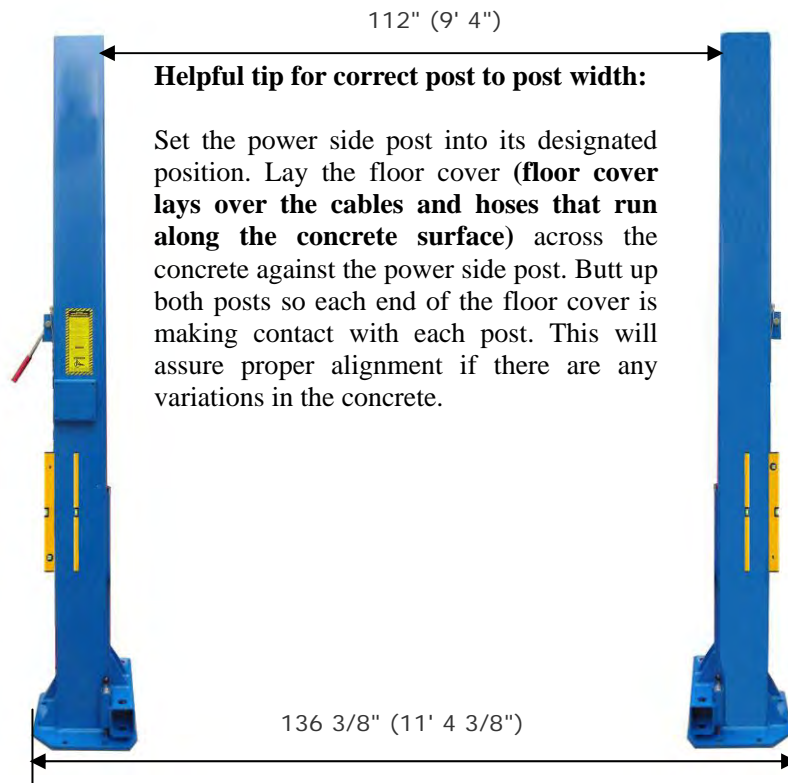 112" (9' 4")
Helpful tip for correct post to post width:
Set the power side post into its designated
position. Lay the floor cover (floor cover
lays over the cables and hoses that run
along the concrete surface) across the
concrete against the power side post. Butt up
both posts so each end of the floor cover is
making contact with each post. This will
assure proper alignment if there are any
variations in the concrete.
136 3/8" (11' 4 3/8")